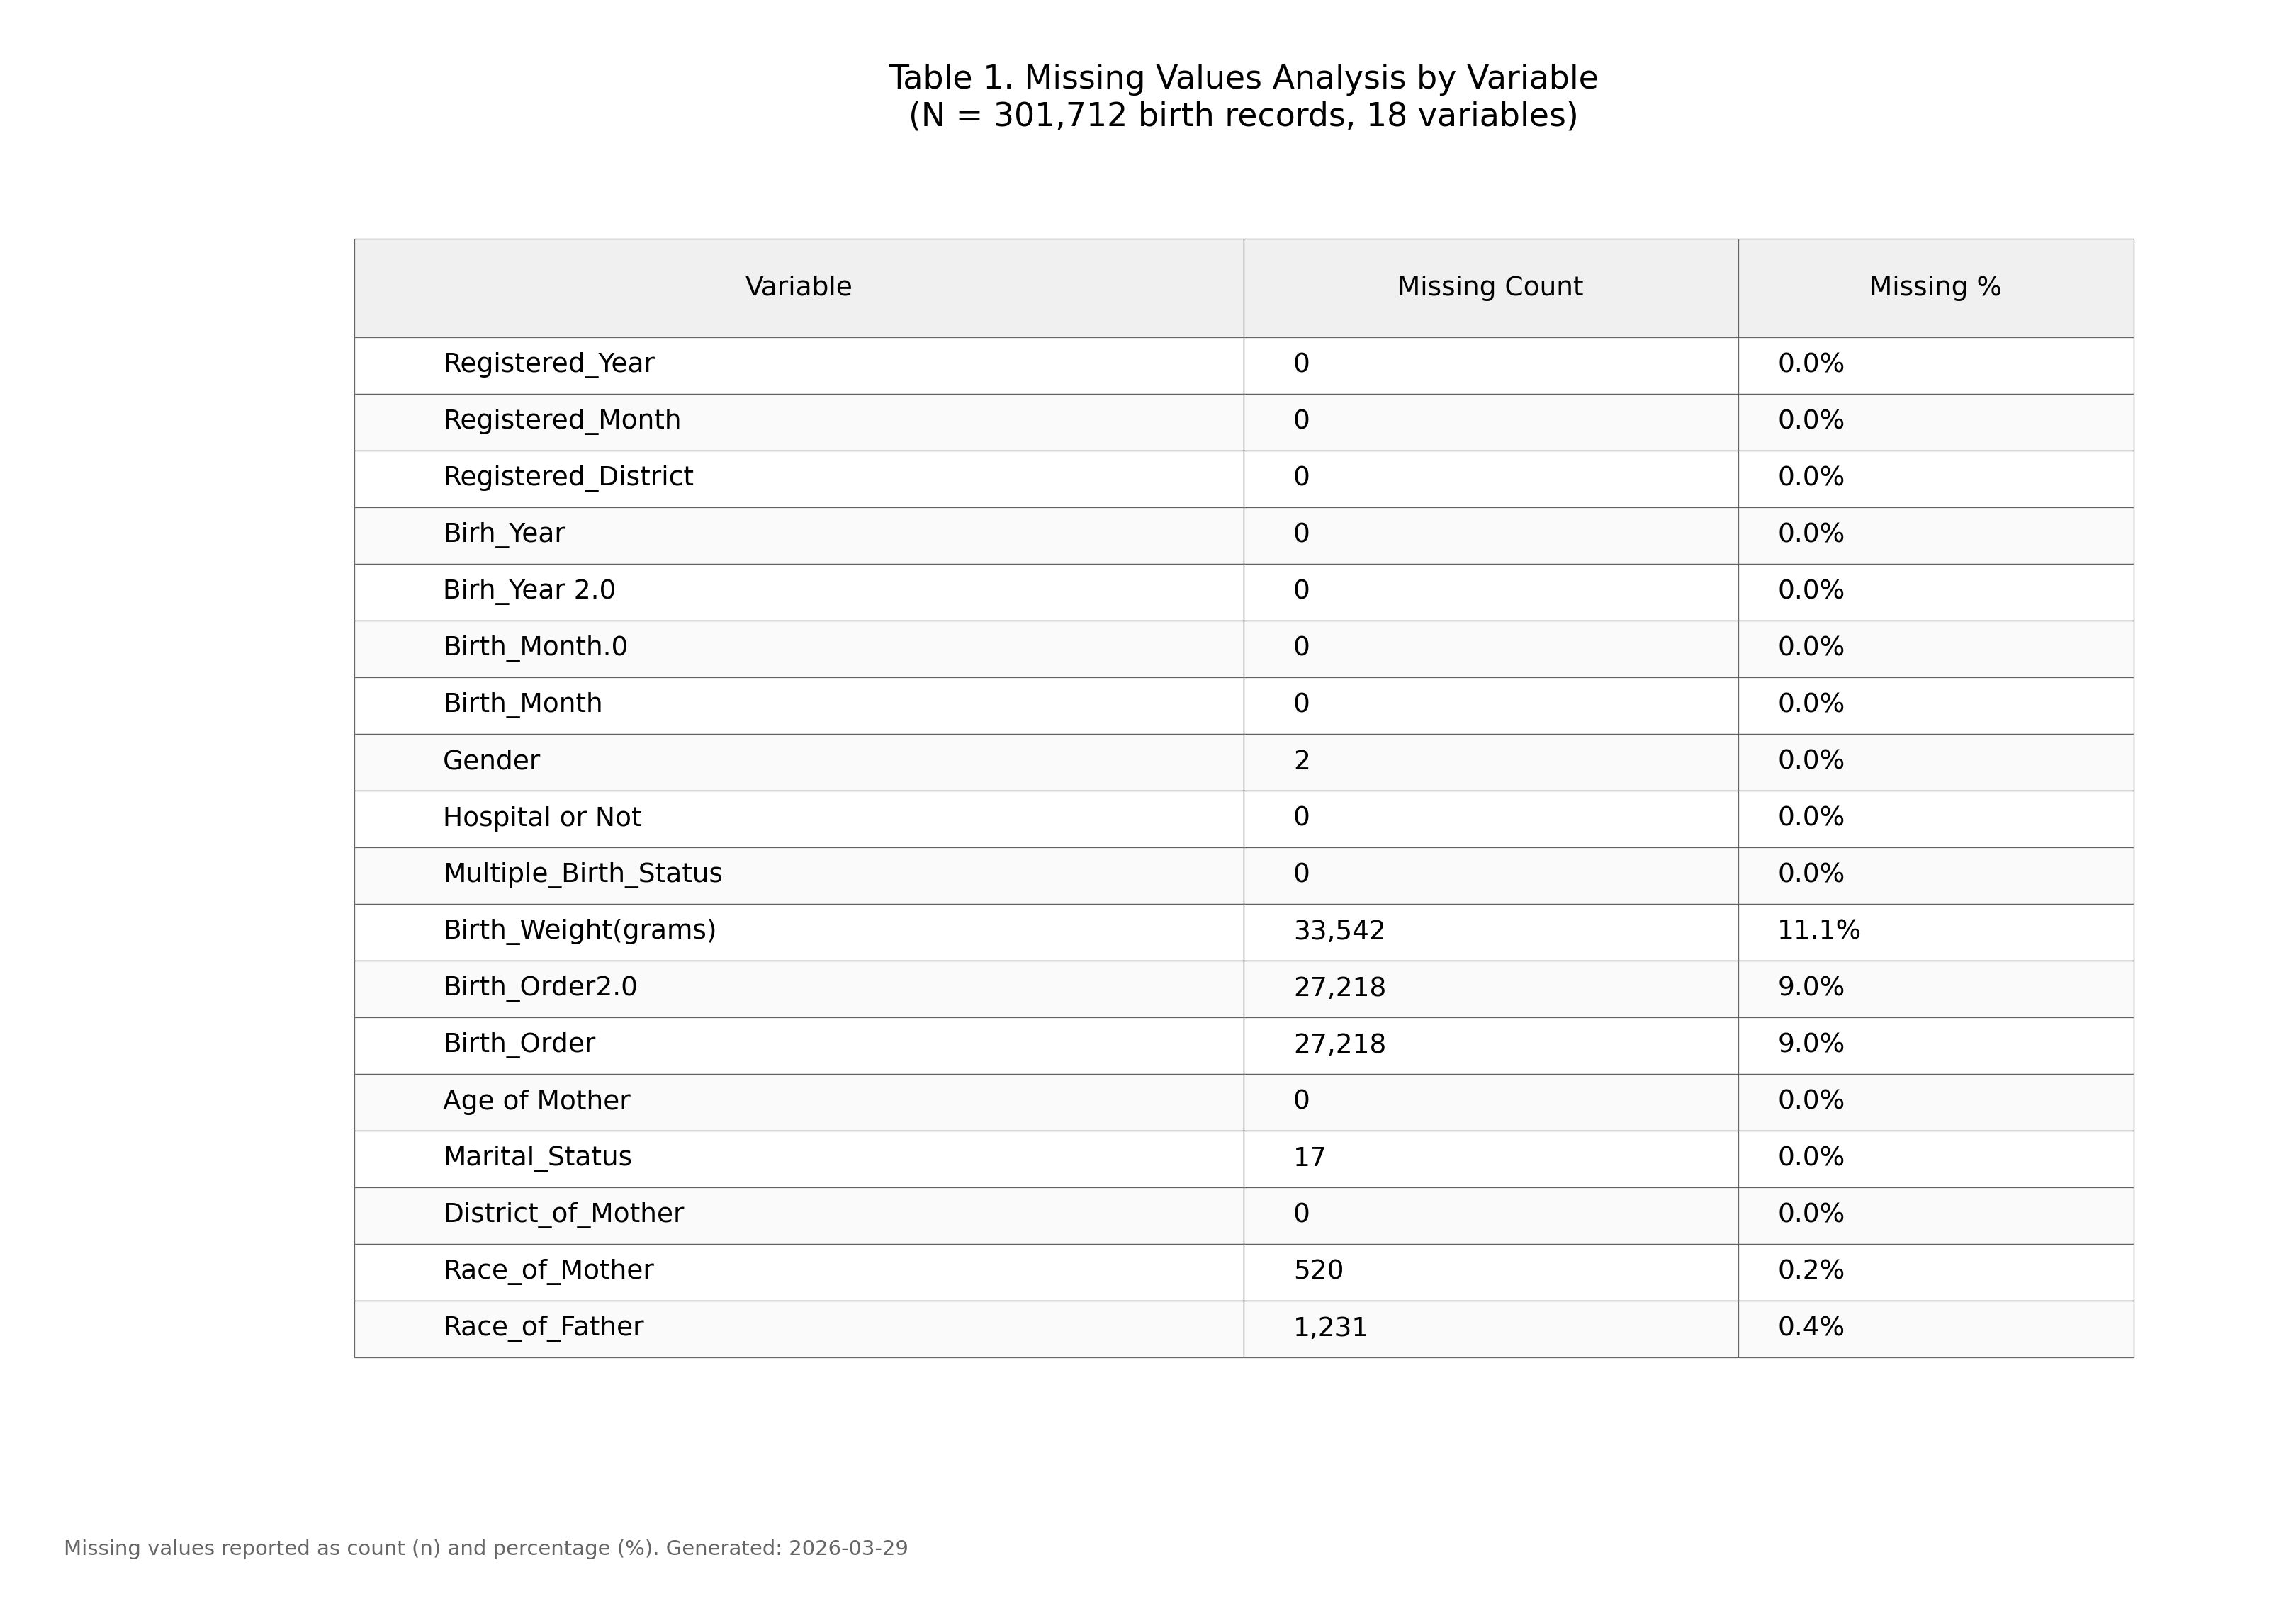 Table 1. Missing Values Analysis by Variable
(N = 301,712 birth records, 18 variables)
Variable Missing Count Missing %
Registered_Year 0 0.0%
Registered_Month 0 0.0%
Registered_District 0 0.0%
Birh_Year 0 0.0%
Birh_Year 2.0 0 0.0%
Birth_Month.0 0 0.0%
Birth_Month 0 0.0%
Gender 2 0.0%
Hospital or Not 0 0.0%
Multiple_Birth_Status 0 0.0%
Birth_Weight(grams) 33,542 11.1%
Birth_Order2.0 27,218 9.0%
Birth_Order 27,218 9.0%
Age of Mother 0 0.0%
Marital_Status 17 0.0%
District_of_Mother 0 0.0%
Race_of_Mother 520 0.2%
Race_of_Father 1,231 0.4%
Missing values reported as count (n) and percentage (%). Generated: 2026-03-29